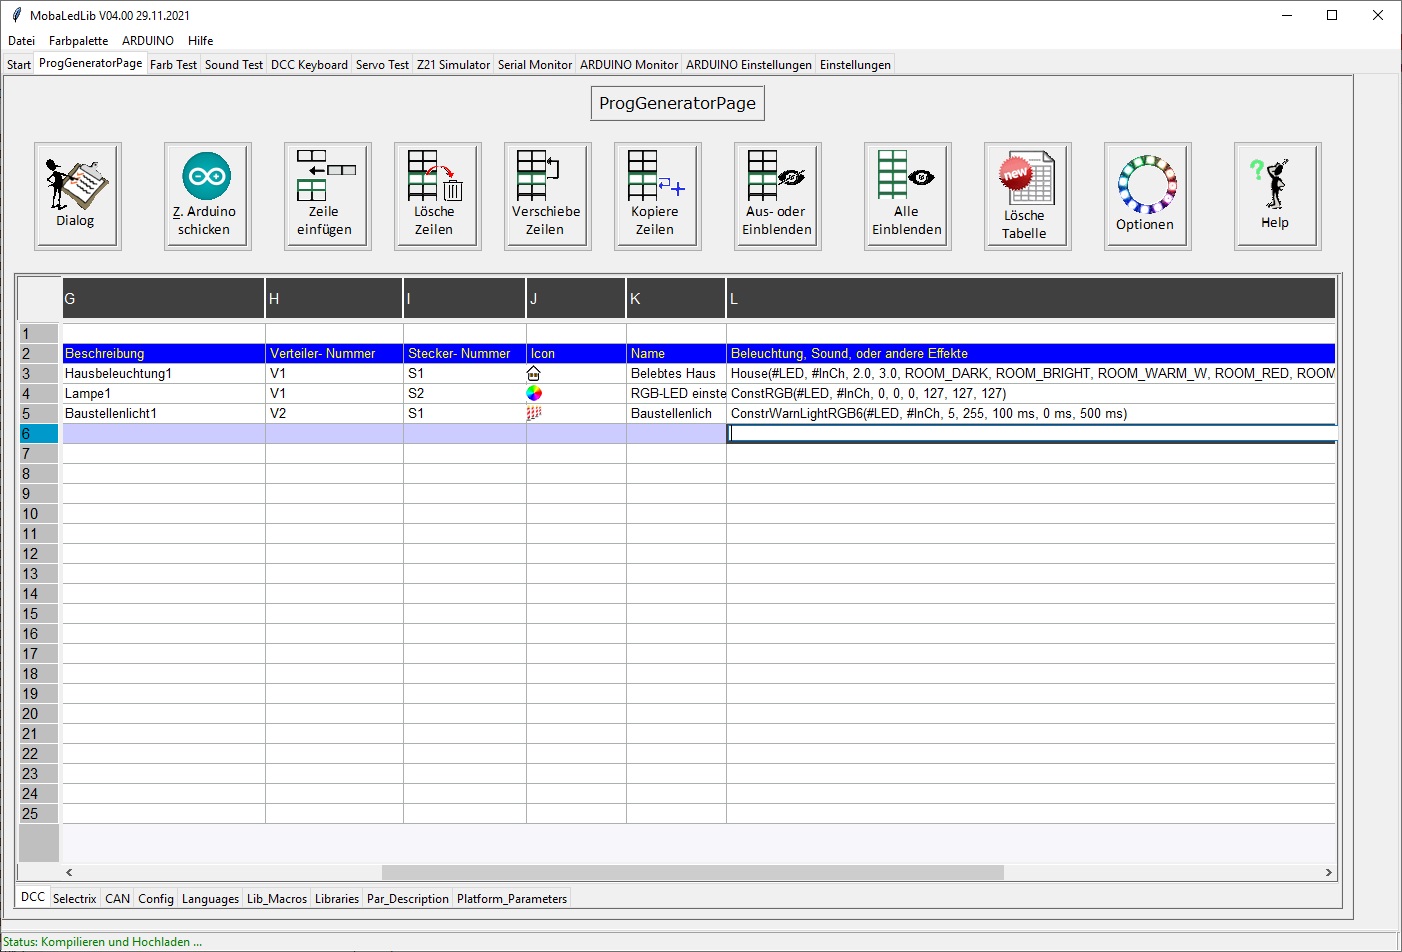 MobaLedLib V04.00 29.11.2021
Datei Farbpalette ARDUINO Hilfe
Start ProgGeneratorPage Farb Test Sound Test DCC Keyboard Servo Test Z21 Simulator Serial Monitor ARDUINO Monitor ARDUINO Einstellungen Einstellungen
ProgGeneratorPage
Dialog
Z. Arduino
schicken
Zeile
einfügen
Lösche
Zeilen
Verschiebe
Zeilen
Kopiere
Zeilen
Aus- oder
Einblenden
Alle
Einblenden
new
Lösche
Tabelle
Optionen
?
Help
G H I J K L
1
2 Beschreibung Verteiler- Nummer Stecker- Nummer Icon Name Beleuchtung, Sound, oder andere Effekte
3 Hausbeleuchtung1 V1 S1 Belebtes Haus House(#LED, #InCh, 2.0, 3.0, ROOM_DARK, ROOM_BRIGHT, ROOM_WARM_W, ROOM_RED, ROOM
4 Lampe1 V1 S2 RGB-LED einste ConstRGB(#LED, #InCh, 0, 0, 0, 127, 127, 127)
5 Baustellenlicht1 V2 S1 Baustellenlich ConstrWarnLightRGB6(#LED, #InCh, 5, 255, 100 ms, 0 ms, 500 ms)
6
7
8
9
10
11
12
13
14
15
16
17
18
19
20
21
22
23
24
25
DCC Selectrix CAN Config Languages Lib_Macros Libraries Par_Description Platform_Parameters
Status: Kompilieren und Hochladen ...